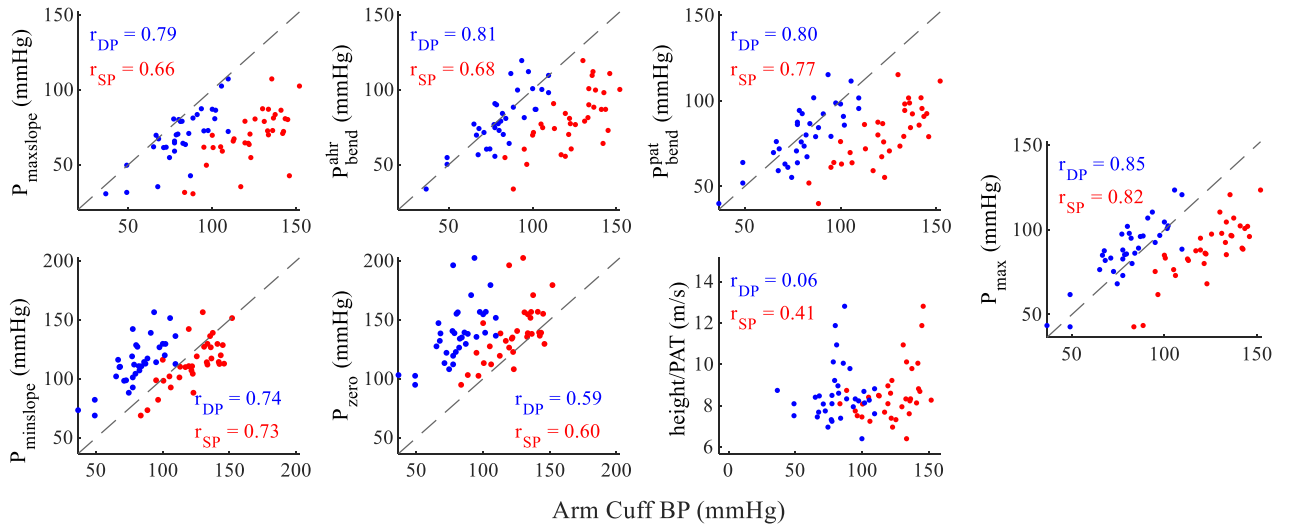 P_maxslope (mmHg)
150
100
50
r_DP = 0.79
r_SP = 0.66
50 100 150
P^ahr_bend (mmHg)
150
100
50
r_DP = 0.81
r_SP = 0.68
50 100 150
P^pat_bend (mmHg)
150
100
50
r_DP = 0.80
r_SP = 0.77
50 100 150
P_minslope (mmHg)
200
150
100
50
r_DP = 0.74
r_SP = 0.73
50 100 150 200
P_zero (mmHg)
200
150
100
50
r_DP = 0.59
r_SP = 0.60
50 100 150 200
height/PAT (m/s)
14
12
10
8
6
r_DP = 0.06
r_SP = 0.41
0 50 100 150
P_max (mmHg)
150
100
50
r_DP = 0.85
r_SP = 0.82
50 100 150
Arm Cuff BP (mmHg)